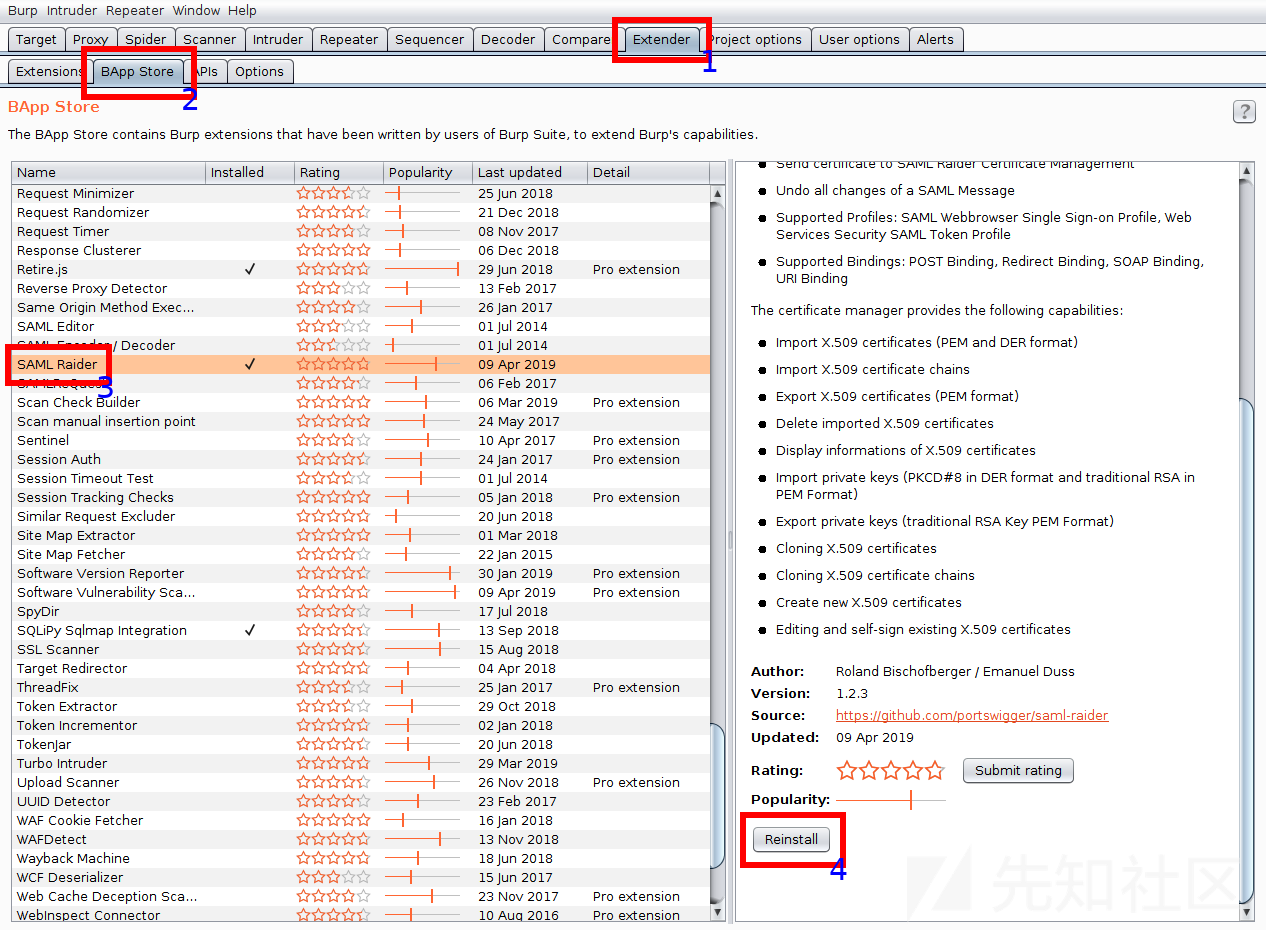 Burp Intruder Repeater Window Help
Target Proxy Spider Scanner Intruder Repeater Sequencer Decoder Compare Extender Project options User options Alerts
1
Extensions BApp Store APIs Options
2
BApp Store
?
The BApp Store contains Burp extensions that have been written by users of Burp Suite, to extend Burp's capabilities.
Name Installed Rating Popularity Last updated Detail
Request Minimizer 25 Jun 2018
Request Randomizer 21 Dec 2018
Request Timer 08 Nov 2017
Response Clusterer 06 Dec 2018
Retire.js ✓ 29 Jun 2018 Pro extension
Reverse Proxy Detector 13 Feb 2017
Same Origin Method Exec... 26 Jan 2017
SAML Editor 01 Jul 2014
SAML Encoder / Decoder 01 Jul 2014
SAML Raider ✓ 09 Apr 2019
3
SAMLReQuest 06 Feb 2017
Scan Check Builder 06 Mar 2019 Pro extension
Scan manual insertion point 24 May 2017
Sentinel 10 Apr 2017 Pro extension
Session Auth 24 Jan 2017 Pro extension
Session Timeout Test 01 Jul 2014
Session Tracking Checks 05 Jan 2018 Pro extension
Similar Request Excluder 20 Jun 2018
Site Map Extractor 01 Mar 2018
Site Map Fetcher 22 Jan 2015
Software Version Reporter 30 Jan 2019 Pro extension
Software Vulnerability Sca... 09 Apr 2019 Pro extension
SpyDir 17 Jul 2018
SQLiPy Sqlmap Integration ✓ 13 Sep 2018
SSL Scanner 15 Aug 2018
Target Redirector 04 Apr 2018
ThreadFix 25 Jan 2017 Pro extension
Token Extractor 29 Oct 2018
Token Incrementor 02 Jan 2018
TokenJar 20 Jun 2018
Turbo Intruder 29 Mar 2019
Upload Scanner 26 Nov 2018 Pro extension
UUID Detector 23 Feb 2017
WAF Cookie Fetcher 16 Jan 2018
WAFDetect 13 Nov 2018
Wayback Machine 18 Jun 2018
WCF Deserializer 15 Jun 2017
Web Cache Deception Sca... 23 Nov 2017 Pro extension
WebInspect Connector 10 Aug 2016 Pro extension
Send certificate to SAML Raider Certificate Management
Undo all changes of a SAML Message
Supported Profiles: SAML Webbrowser Single Sign-on Profile, Web
Services Security SAML Token Profile
Supported Bindings: POST Binding, Redirect Binding, SOAP Binding,
URI Binding
The certificate manager provides the following capabilities:
Import X.509 certificates (PEM and DER format)
Import X.509 certificate chains
Export X.509 certificates (PEM format)
Delete imported X.509 certificates
Display informations of X.509 certificates
Import private keys (PKCD#8 in DER format and traditional RSA in
PEM Format)
Export private keys (traditional RSA Key PEM Format)
Cloning X.509 certificates
Cloning X.509 certificate chains
Create new X.509 certificates
Editing and self-sign existing X.509 certificates
Author: Roland Bischofberger / Emanuel Duss
Version: 1.2.3
Source: https://github.com/portswigger/saml-raider
Updated: 09 Apr 2019
Rating: Submit rating
Popularity:
Reinstall
4
先知社区